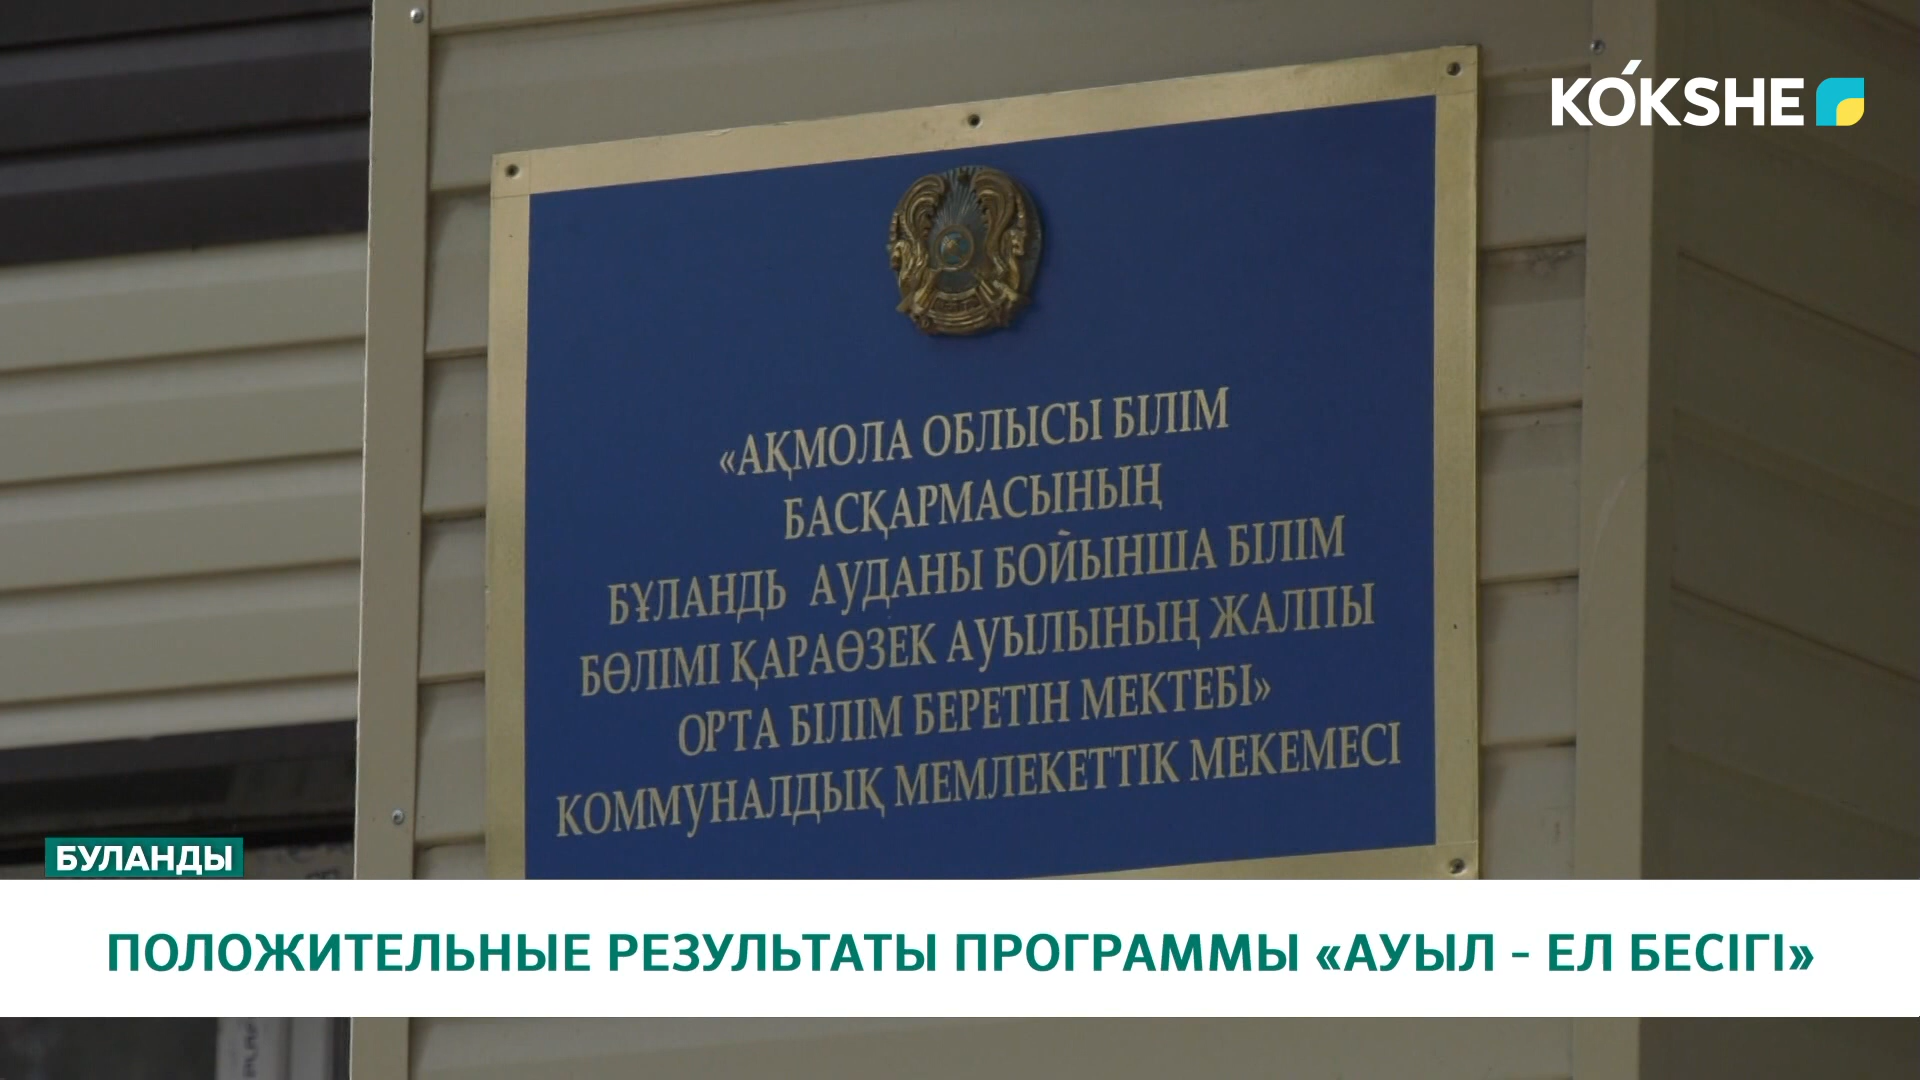 KÓKSHE
«АҚМОЛА ОБЛЫСЫ БІЛІМ
БАСҚАРМАСЫНЫҢ
БҰЛАНДЬ АУДАНЫ БОЙЫНША БІЛІМ
БӨЛІМІ ҚАРАӨЗЕК АУЫЛЫНЫҢ ЖАЛПЫ
ОРТА БІЛІМ БЕРЕТІН МЕКТЕБІ»
КОММУНАЛДЫҚ МЕМЛЕКЕТТІК МЕКЕМЕСІ
БУЛАНДЫ
ПОЛОЖИТЕЛЬНЫЕ РЕЗУЛЬТАТЫ ПРОГРАММЫ «АУЫЛ - ЕЛ БЕСІГІ»